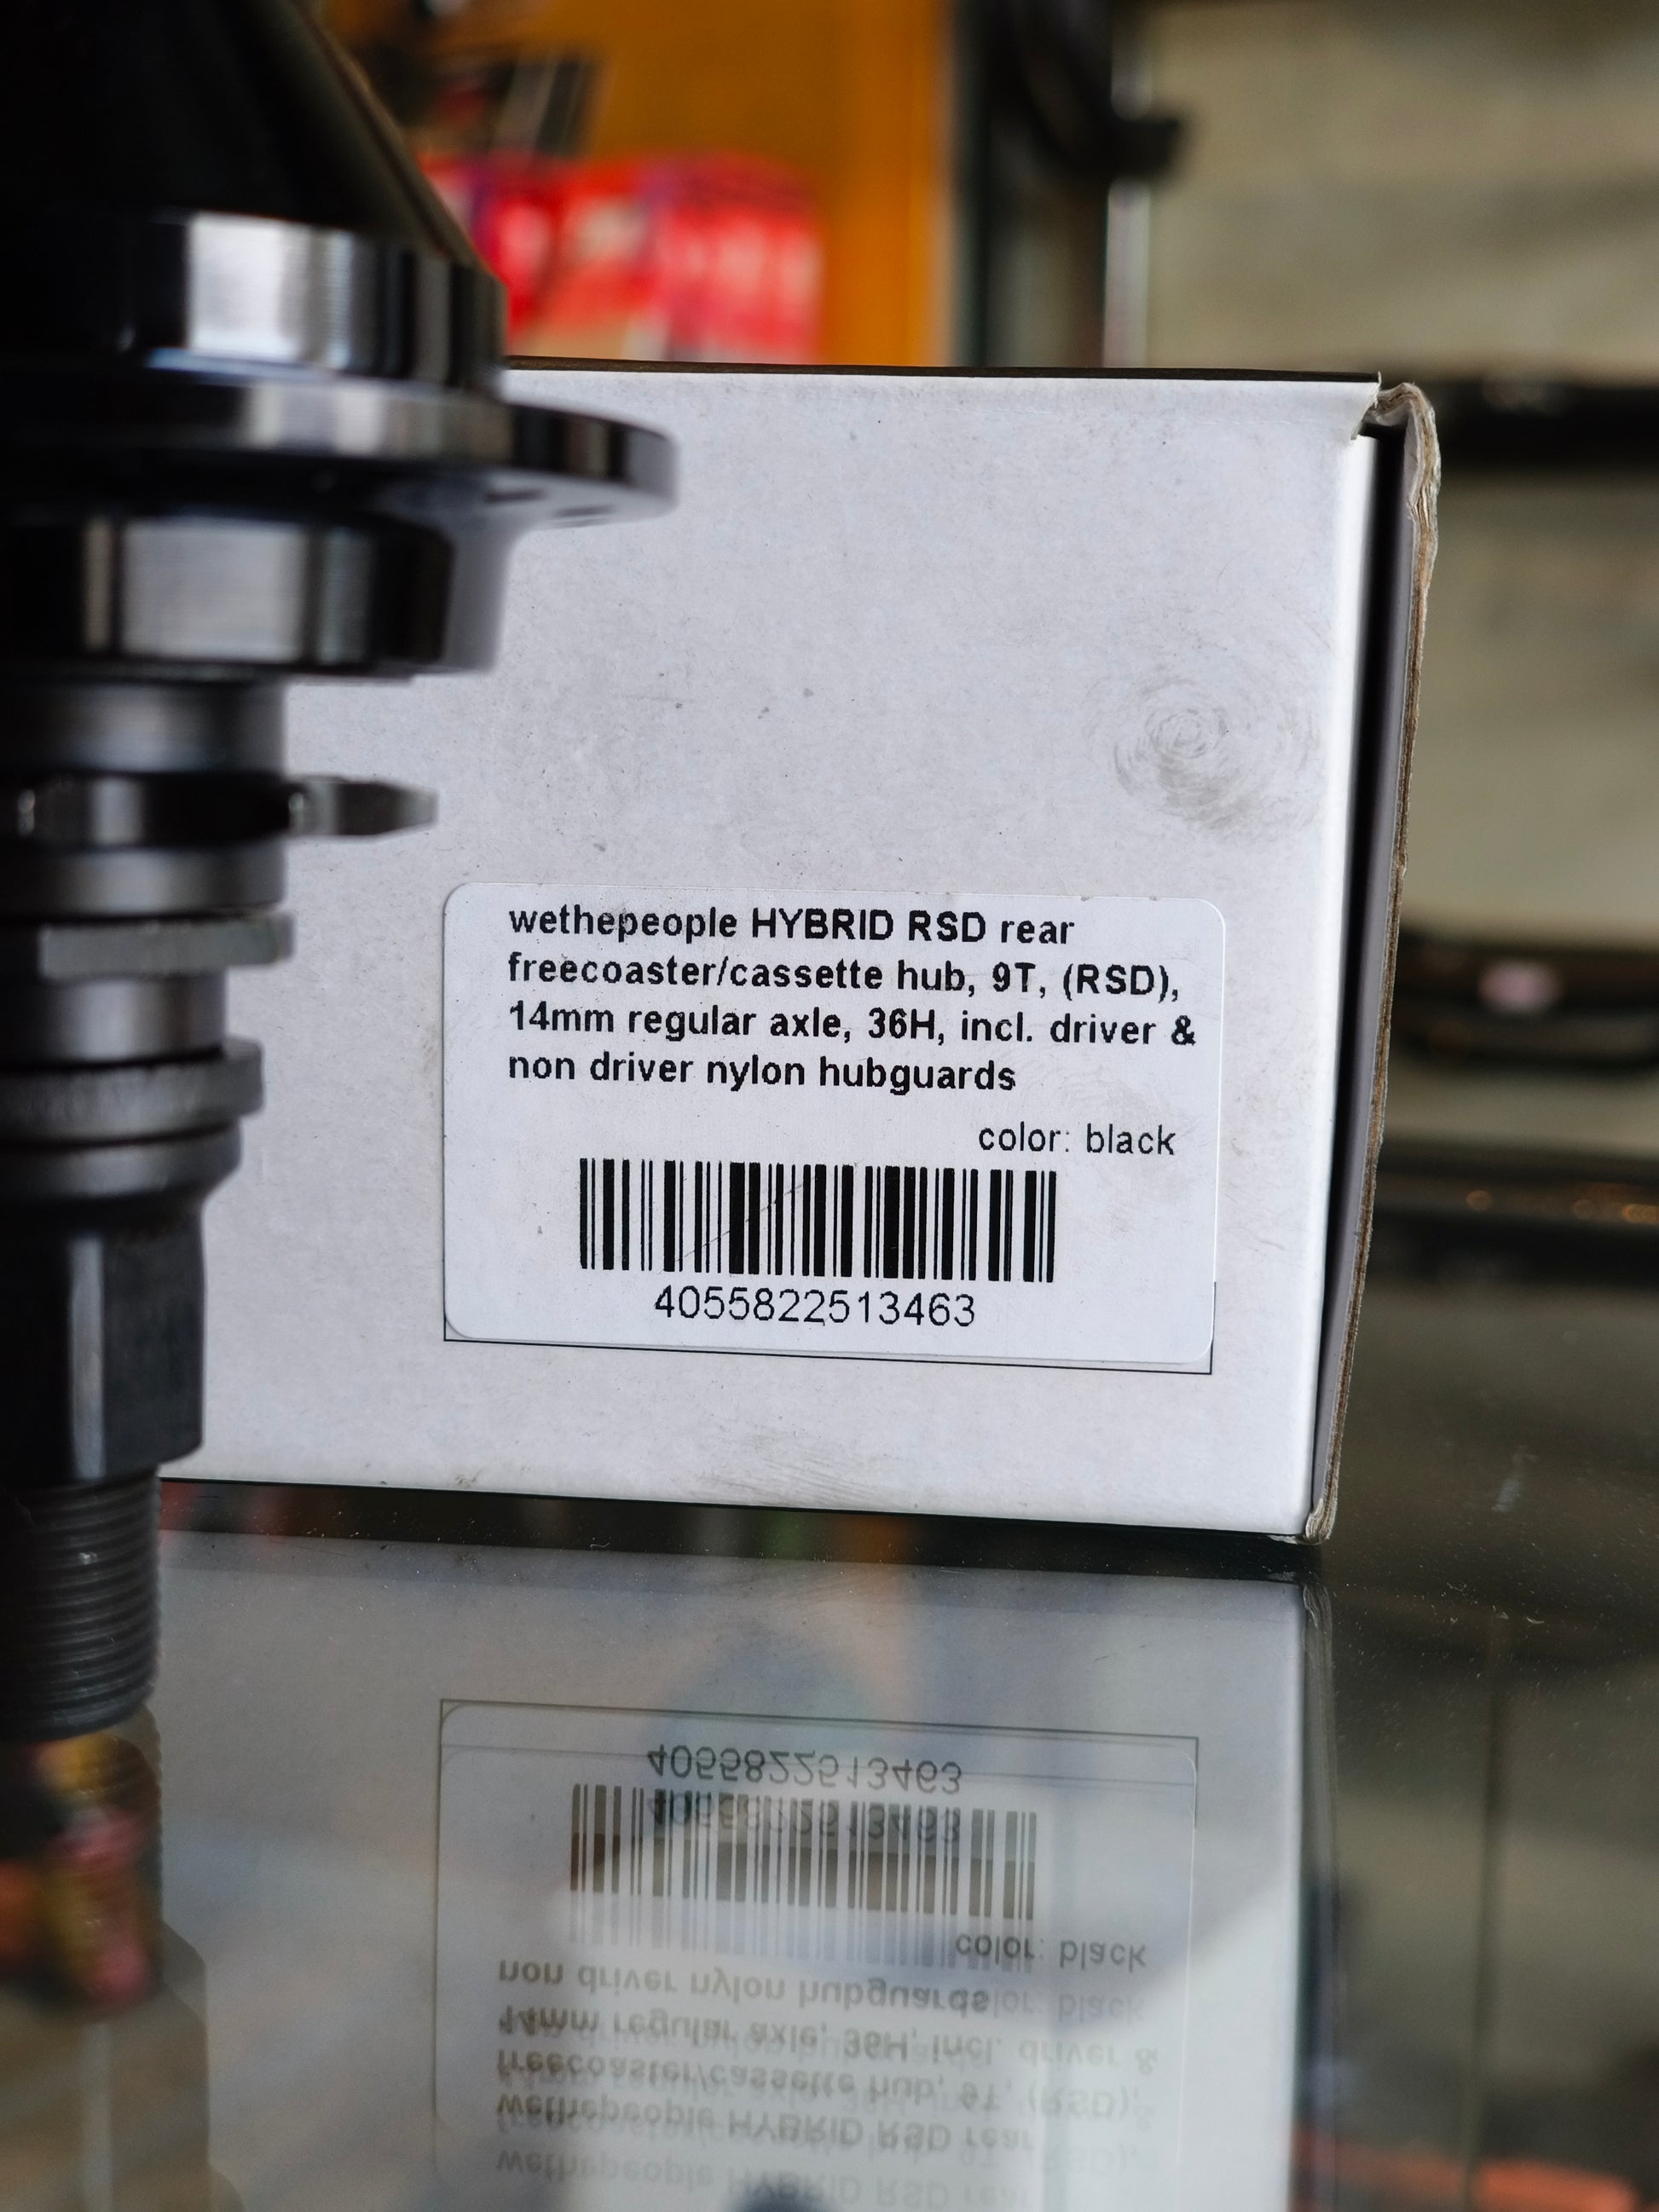 wethepeople HYBRID RSD rear
freecoaster/cassette hub, 9T, (RSD),
14mm regular axle, 36H, incl. driver &
non driver nylon hubguards
color: black
4055822513463